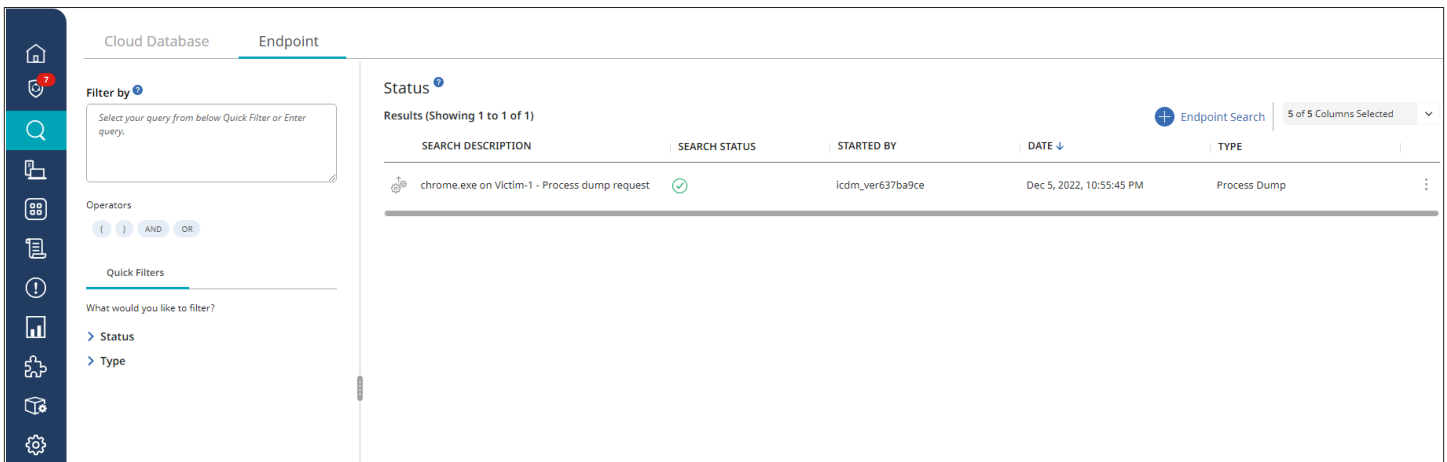 Cloud Database
Endpoint
7
Filter by ?
Select your query from below Quick Filter or Enter
query.
Operators
( ) AND OR
Quick Filters
What would you like to filter?
Status
Type
Status ?
Results (Showing 1 to 1 of 1)
Endpoint Search
5 of 5 Columns Selected
SEARCH DESCRIPTION SEARCH STATUS STARTED BY DATE TYPE
chrome.exe on Victim-1 - Process dump request icdm_ver637ba9ce Dec 5, 2022, 10:55:45 PM Process Dump